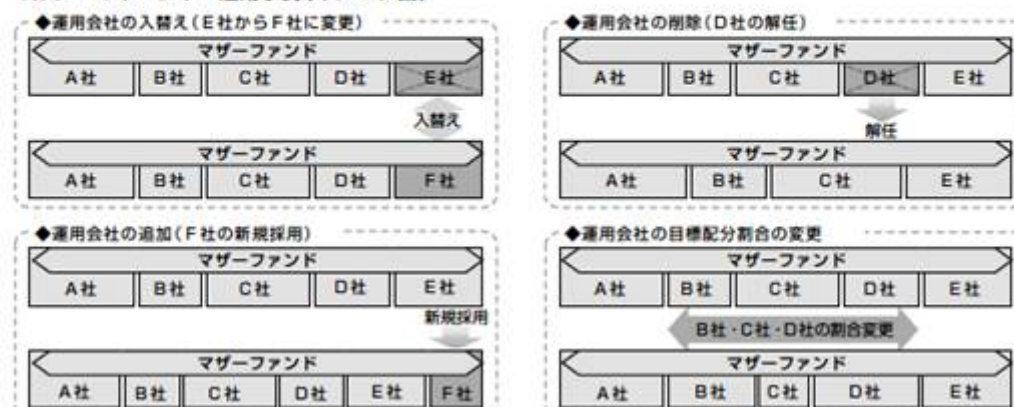 ◆運用会社の入替え(E社からF社に変更)
マザーファンド
A社 B社 C社 D社 E社
入替え
マザーファンド
A社 B社 C社 D社 F社
◆運用会社の削除(D社の解任)
マザーファンド
A社 B社 C社 D社 E社
解任
マザーファンド
A社 B社 C社 E社
◆運用会社の追加(F社の新規採用)
マザーファンド
A社 B社 C社 D社 E社
新規採用
マザーファンド
A社 B社 C社 D社 E社 F社
◆運用会社の目標配分割合の変更
マザーファンド
A社 B社 C社 D社 E社
B社・C社・D社の割合変更
マザーファンド
A社 B社 C社 D社 E社